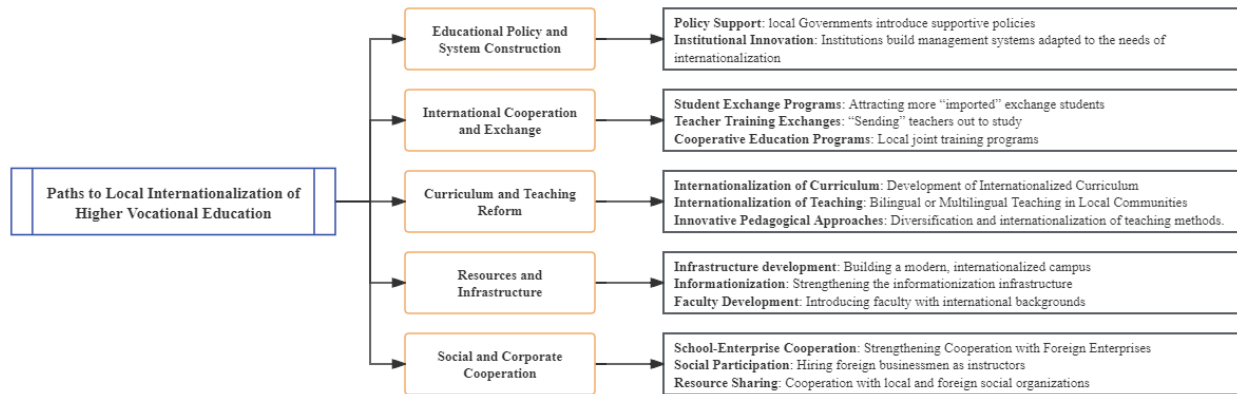 Paths to Local Internationalization of
Higher Vocational Education
Educational Policy and
System Construction
Policy Support: local Governments introduce supportive policies
Institutional Innovation: Institutions build management systems adapted to the needs of
internationalization
International Cooperation
and Exchange
Student Exchange Programs: Attracting more “imported” exchange students
Teacher Training Exchanges: “Sending” teachers out to study
Cooperative Education Programs: Local joint training programs
Curriculum and Teaching
Reform
Internationalization of Curriculum: Development of Internationalized Curriculum
Internationalization of Teaching: Bilingual or Multilingual Teaching in Local Communities
Innovative Pedagogical Approaches: Diversification and internationalization of teaching methods.
Resources and
Infrastructure
Infrastructure development: Building a modern, internationalized campus
Informationization: Strengthening the informationization infrastructure
Faculty Development: Introducing faculty with international backgrounds
Social and Corporate
Cooperation
School-Enterprise Cooperation: Strengthening Cooperation with Foreign Enterprises
Social Participation: Hiring foreign businessmen as instructors
Resource Sharing: Cooperation with local and foreign social organizations